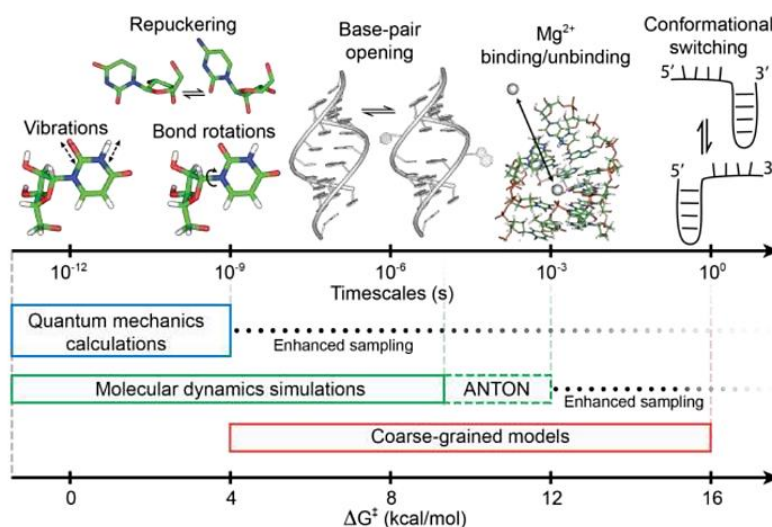 Repuckering
Base-pair
opening
Mg²⁺
binding/unbinding
Conformational
switching
5′ 3′
Vibrations
Bond rotations
5′ 3′
10⁻¹² 10⁻⁹ 10⁻⁶ 10⁻³ 10⁰
Timescales (s)
Quantum mechanics
calculations
Enhanced sampling
Molecular dynamics simulations
ANTON
Enhanced sampling
Coarse-grained models
0 4 8 12 16
ΔG‡ (kcal/mol)